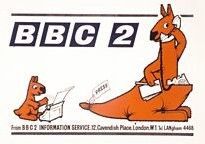 BBC 2
PRESS
From BBC 2 INFORMATION SERVICE, 12, Cavendish Place, London, W.1. Tel LANgham 4468